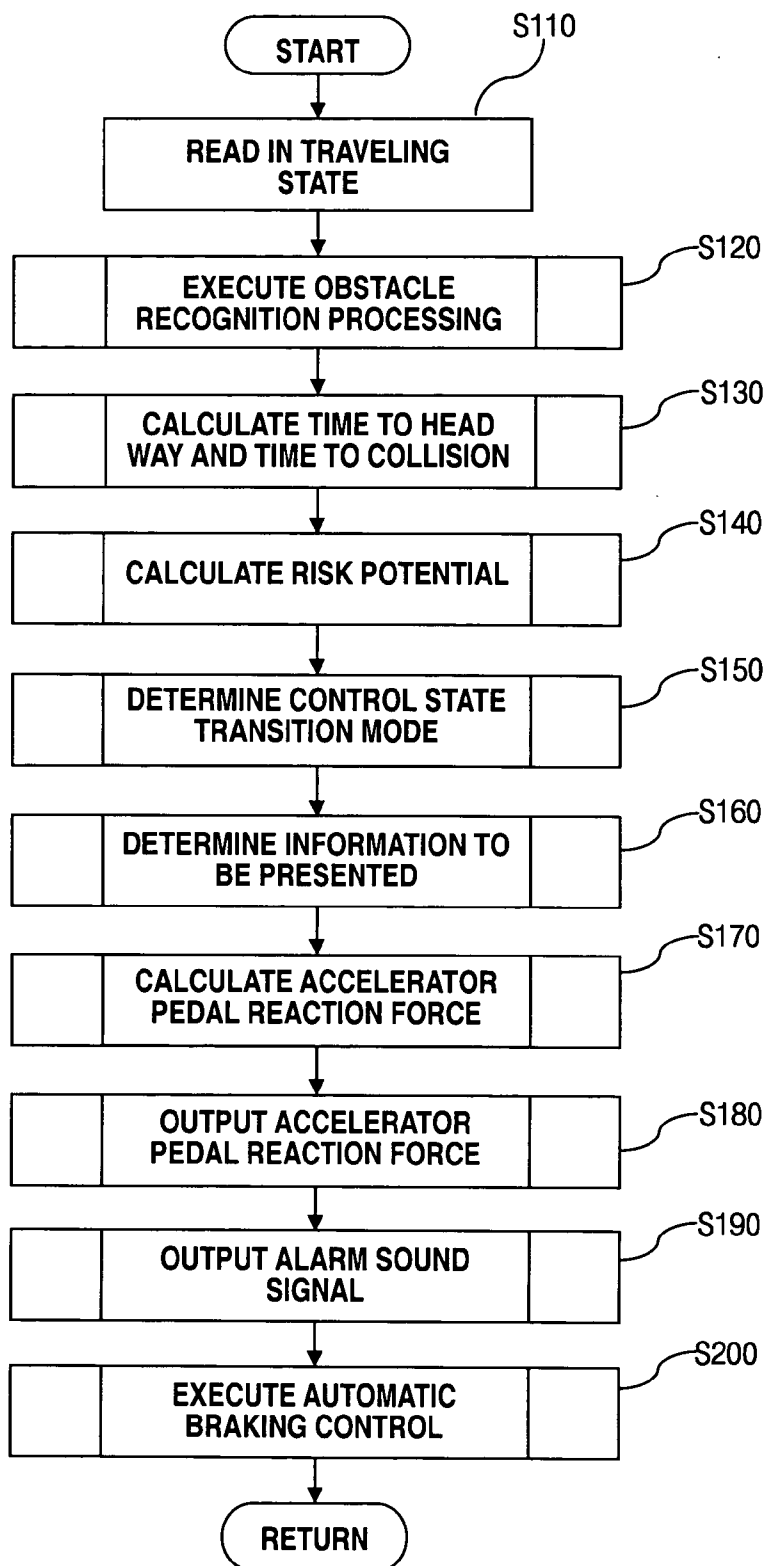 START
S110
READ IN TRAVELING
STATE
S120
EXECUTE OBSTACLE
RECOGNITION PROCESSING
S130
CALCULATE TIME TO HEAD
WAY AND TIME TO COLLISION
S140
CALCULATE RISK POTENTIAL
S150
DETERMINE CONTROL STATE
TRANSITION MODE
S160
DETERMINE INFORMATION TO
BE PRESENTED
S170
CALCULATE ACCELERATOR
PEDAL REACTION FORCE
S180
OUTPUT ACCELERATOR
PEDAL REACTION FORCE
S190
OUTPUT ALARM SOUND
SIGNAL
S200
EXECUTE AUTOMATIC
BRAKING CONTROL
RETURN